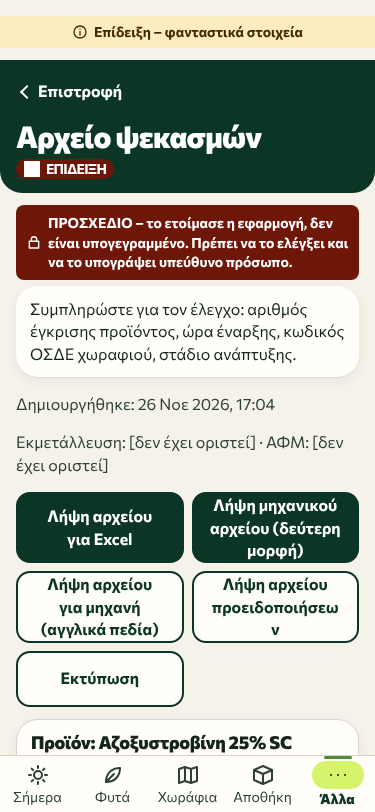 Επίδειξη – φανταστικά στοιχεία
Επιστροφή
Αρχείο ψεκασμών
ΕΠΙΔΕΙΞΗ
ΠΡΟΣΧΕΔΙΟ – το ετοίμασε η εφαρμογή, δεν
είναι υπογεγραμμένο. Πρέπει να το ελέγξει και
να το υπογράψει υπεύθυνο πρόσωπο.
Συμπληρώστε για τον έλεγχο: αριθμός
έγκρισης προϊόντος, ώρα έναρξης, κωδικός
ΟΣΔΕ χωραφιού, στάδιο ανάπτυξης.
Δημιουργήθηκε: 26 Νοε 2026, 17:04
Εκμετάλλευση: [δεν έχει οριστεί] · ΑΦΜ: [δεν
έχει οριστεί]
Λήψη αρχείου
για Excel
Λήψη μηχανικού
αρχείου (δεύτερη
μορφή)
Λήψη αρχείου
για μηχανή
(αγγλικά πεδία)
Λήψη αρχείου
προειδοποιήσεω
ν
Εκτύπωση
Προϊόν: Αζοξυστροβίνη 25% SC
Σήμερα
Φυτά
Χωράφια
Αποθήκη
Άλλα